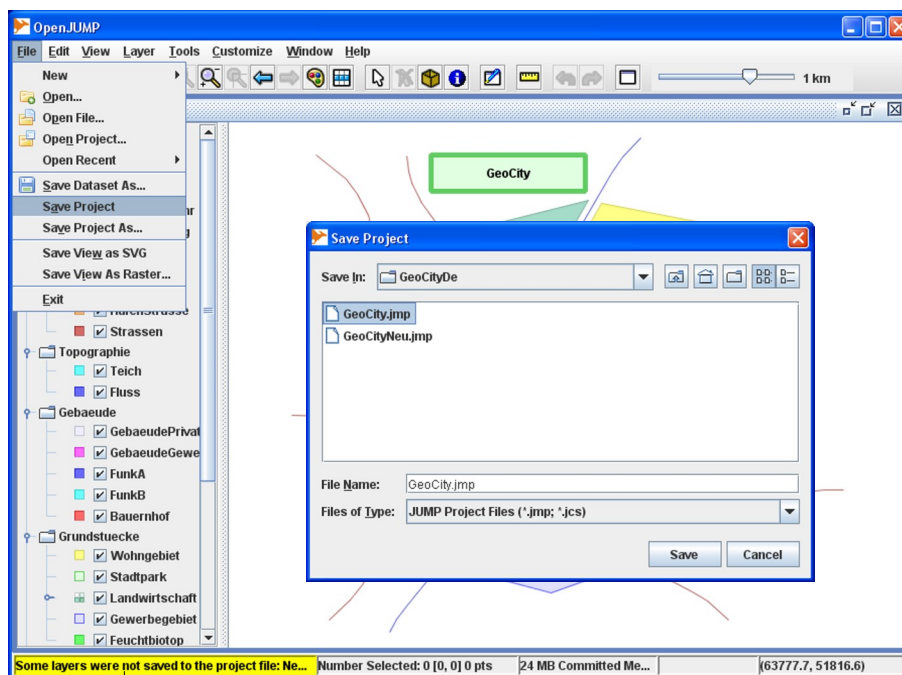 OpenJUMP
File Edit View Layer Tools Customize Window Help
1 km
New
Open...
Open File...
Open Project...
Open Recent
Save Dataset As...
Save Project
Save Project As...
Save View as SVG
Save View As Raster...
Exit
hr
GeoCity
Save Project
Save In: GeoCityDe
GeoCity.jmp
GeoCityNeu.jmp
File Name: GeoCity.jmp
Files of Type: JUMP Project Files (*.jmp; *.jcs)
Save Cancel
Strassen
Topographie
Teich
Fluss
Gebaeude
GebaeudePrivat
GebaeudeGewe
FunkA
FunkB
Bauernhof
Grundstuecke
Wohngebiet
Stadtpark
Landwirtschaft
Gewerbegebiet
Feuchtbiotop
Some layers were not saved to the project file: Ne... Number Selected: 0 [0, 0] 0 pts 24 MB Committed Me... (63777.7, 51816.6)